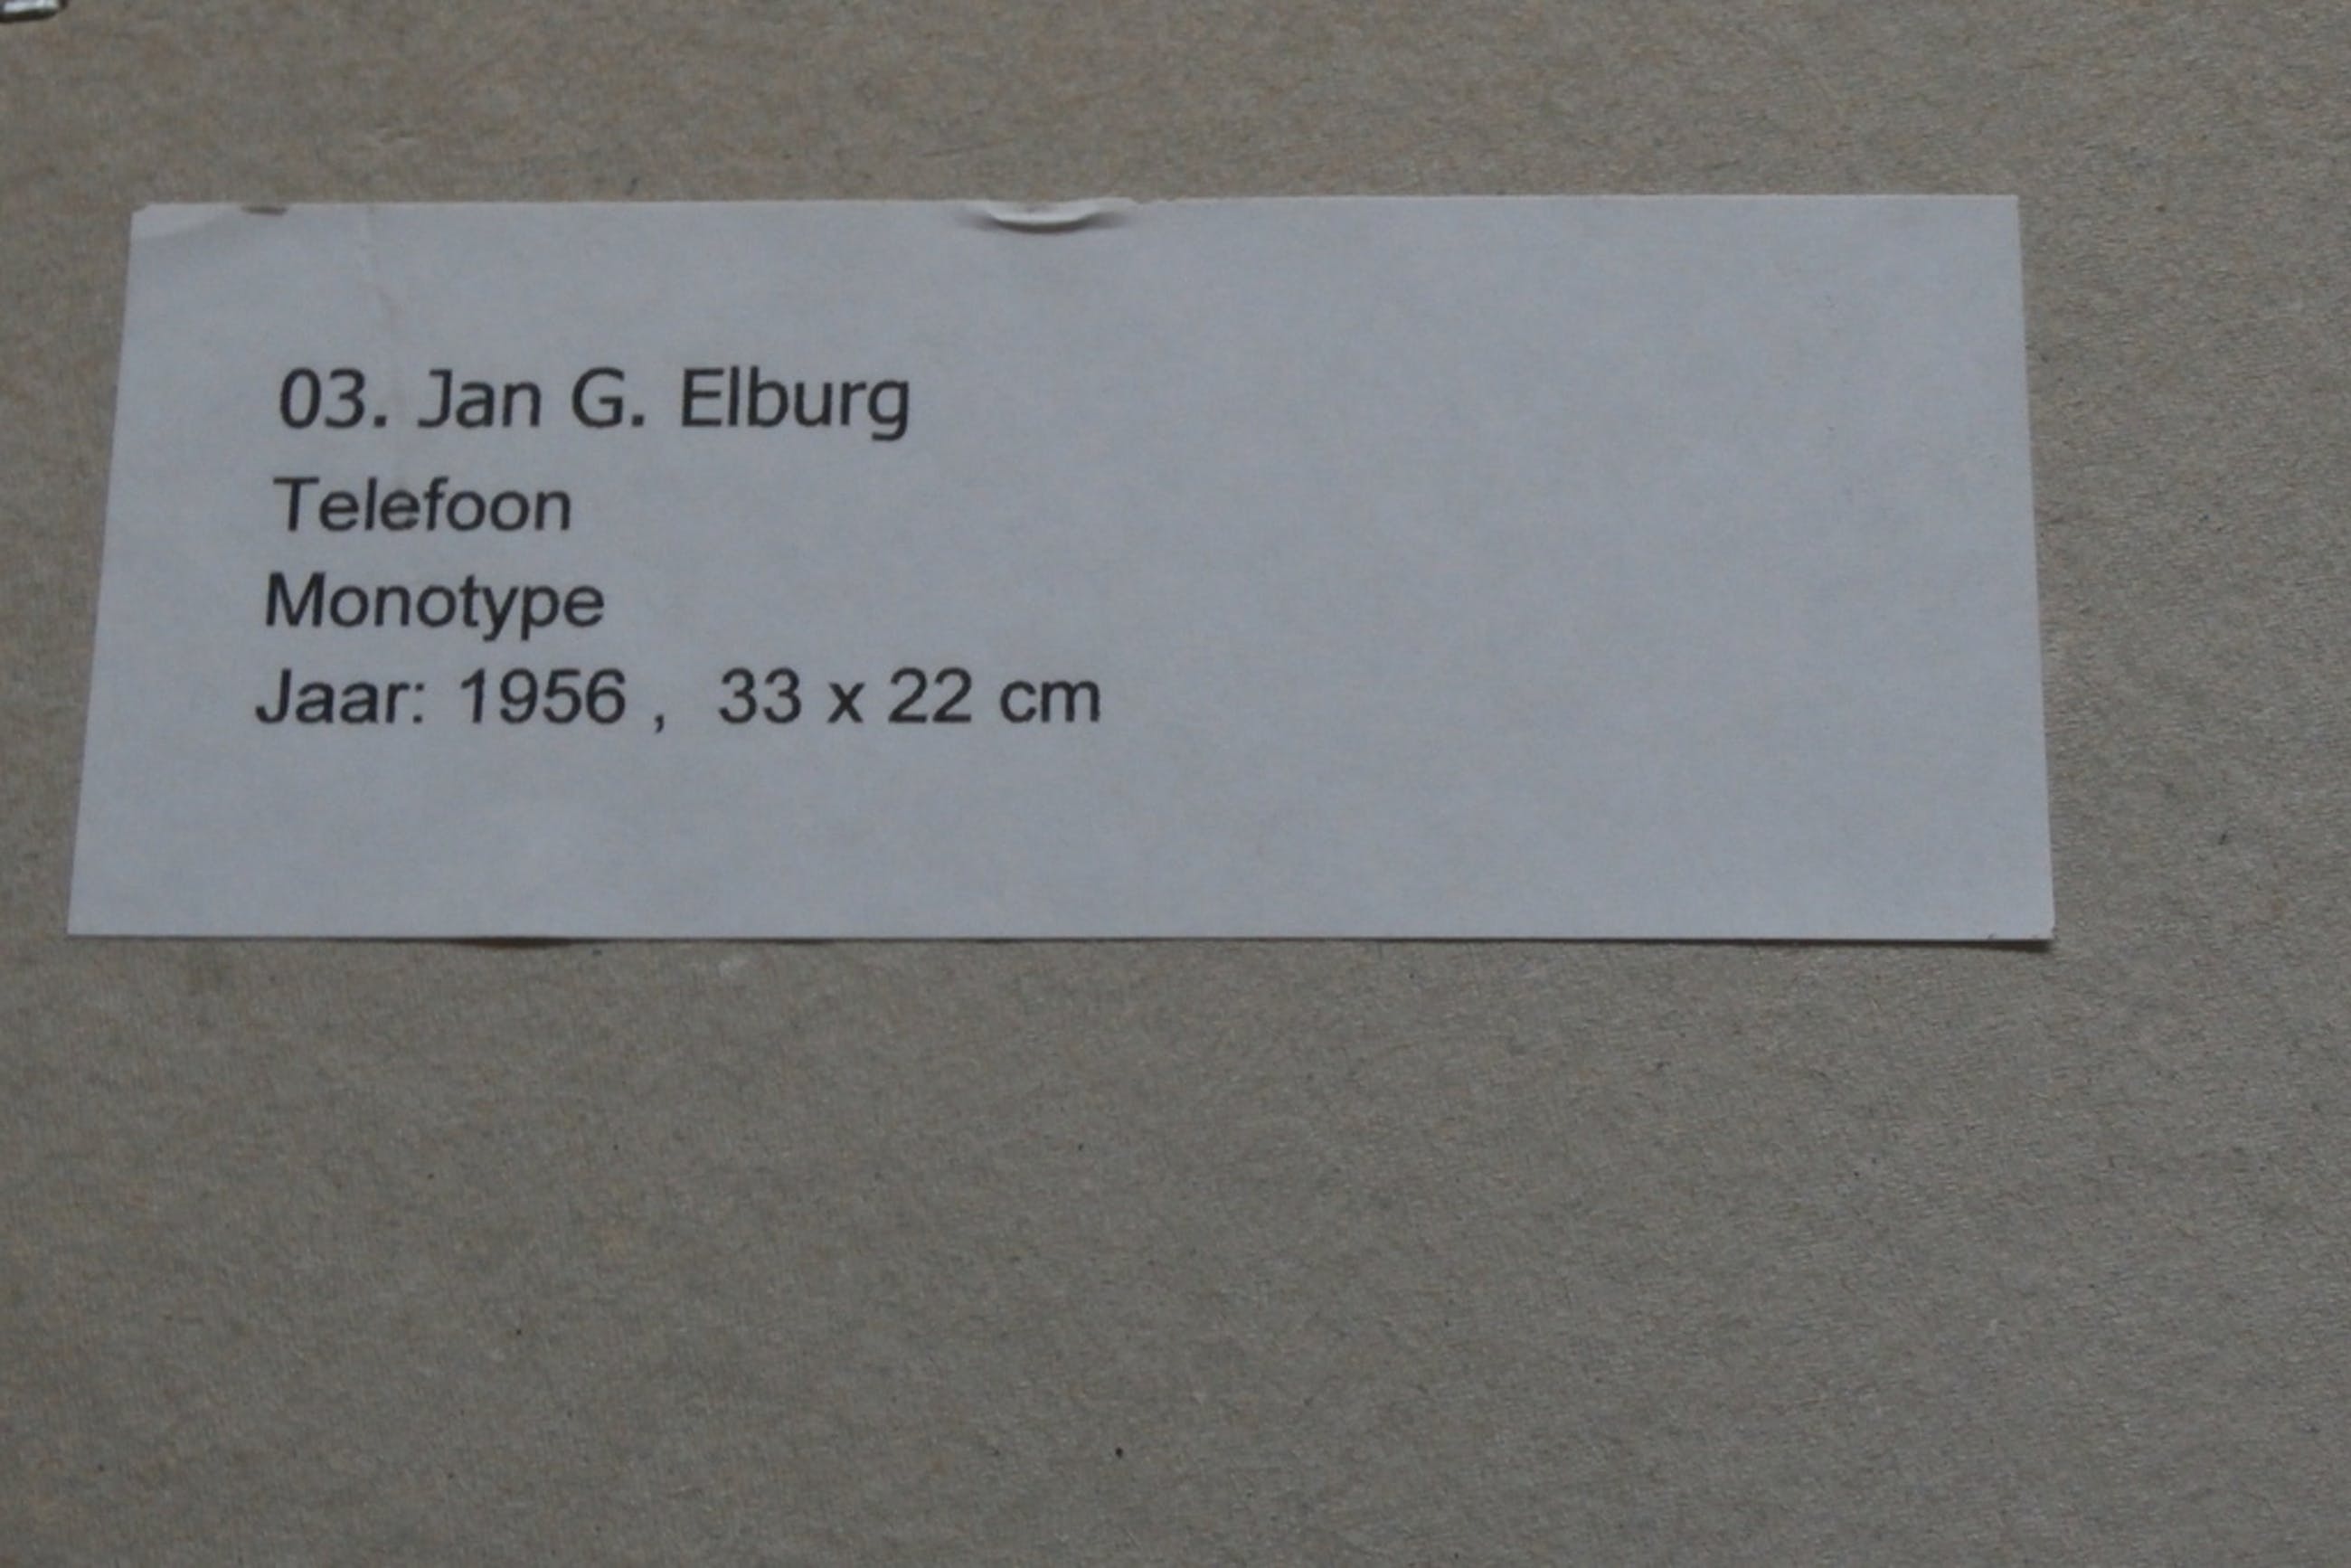 03. Jan G. Elburg
Telefoon
Monotype
Jaar: 1956 , 33 x 22 cm